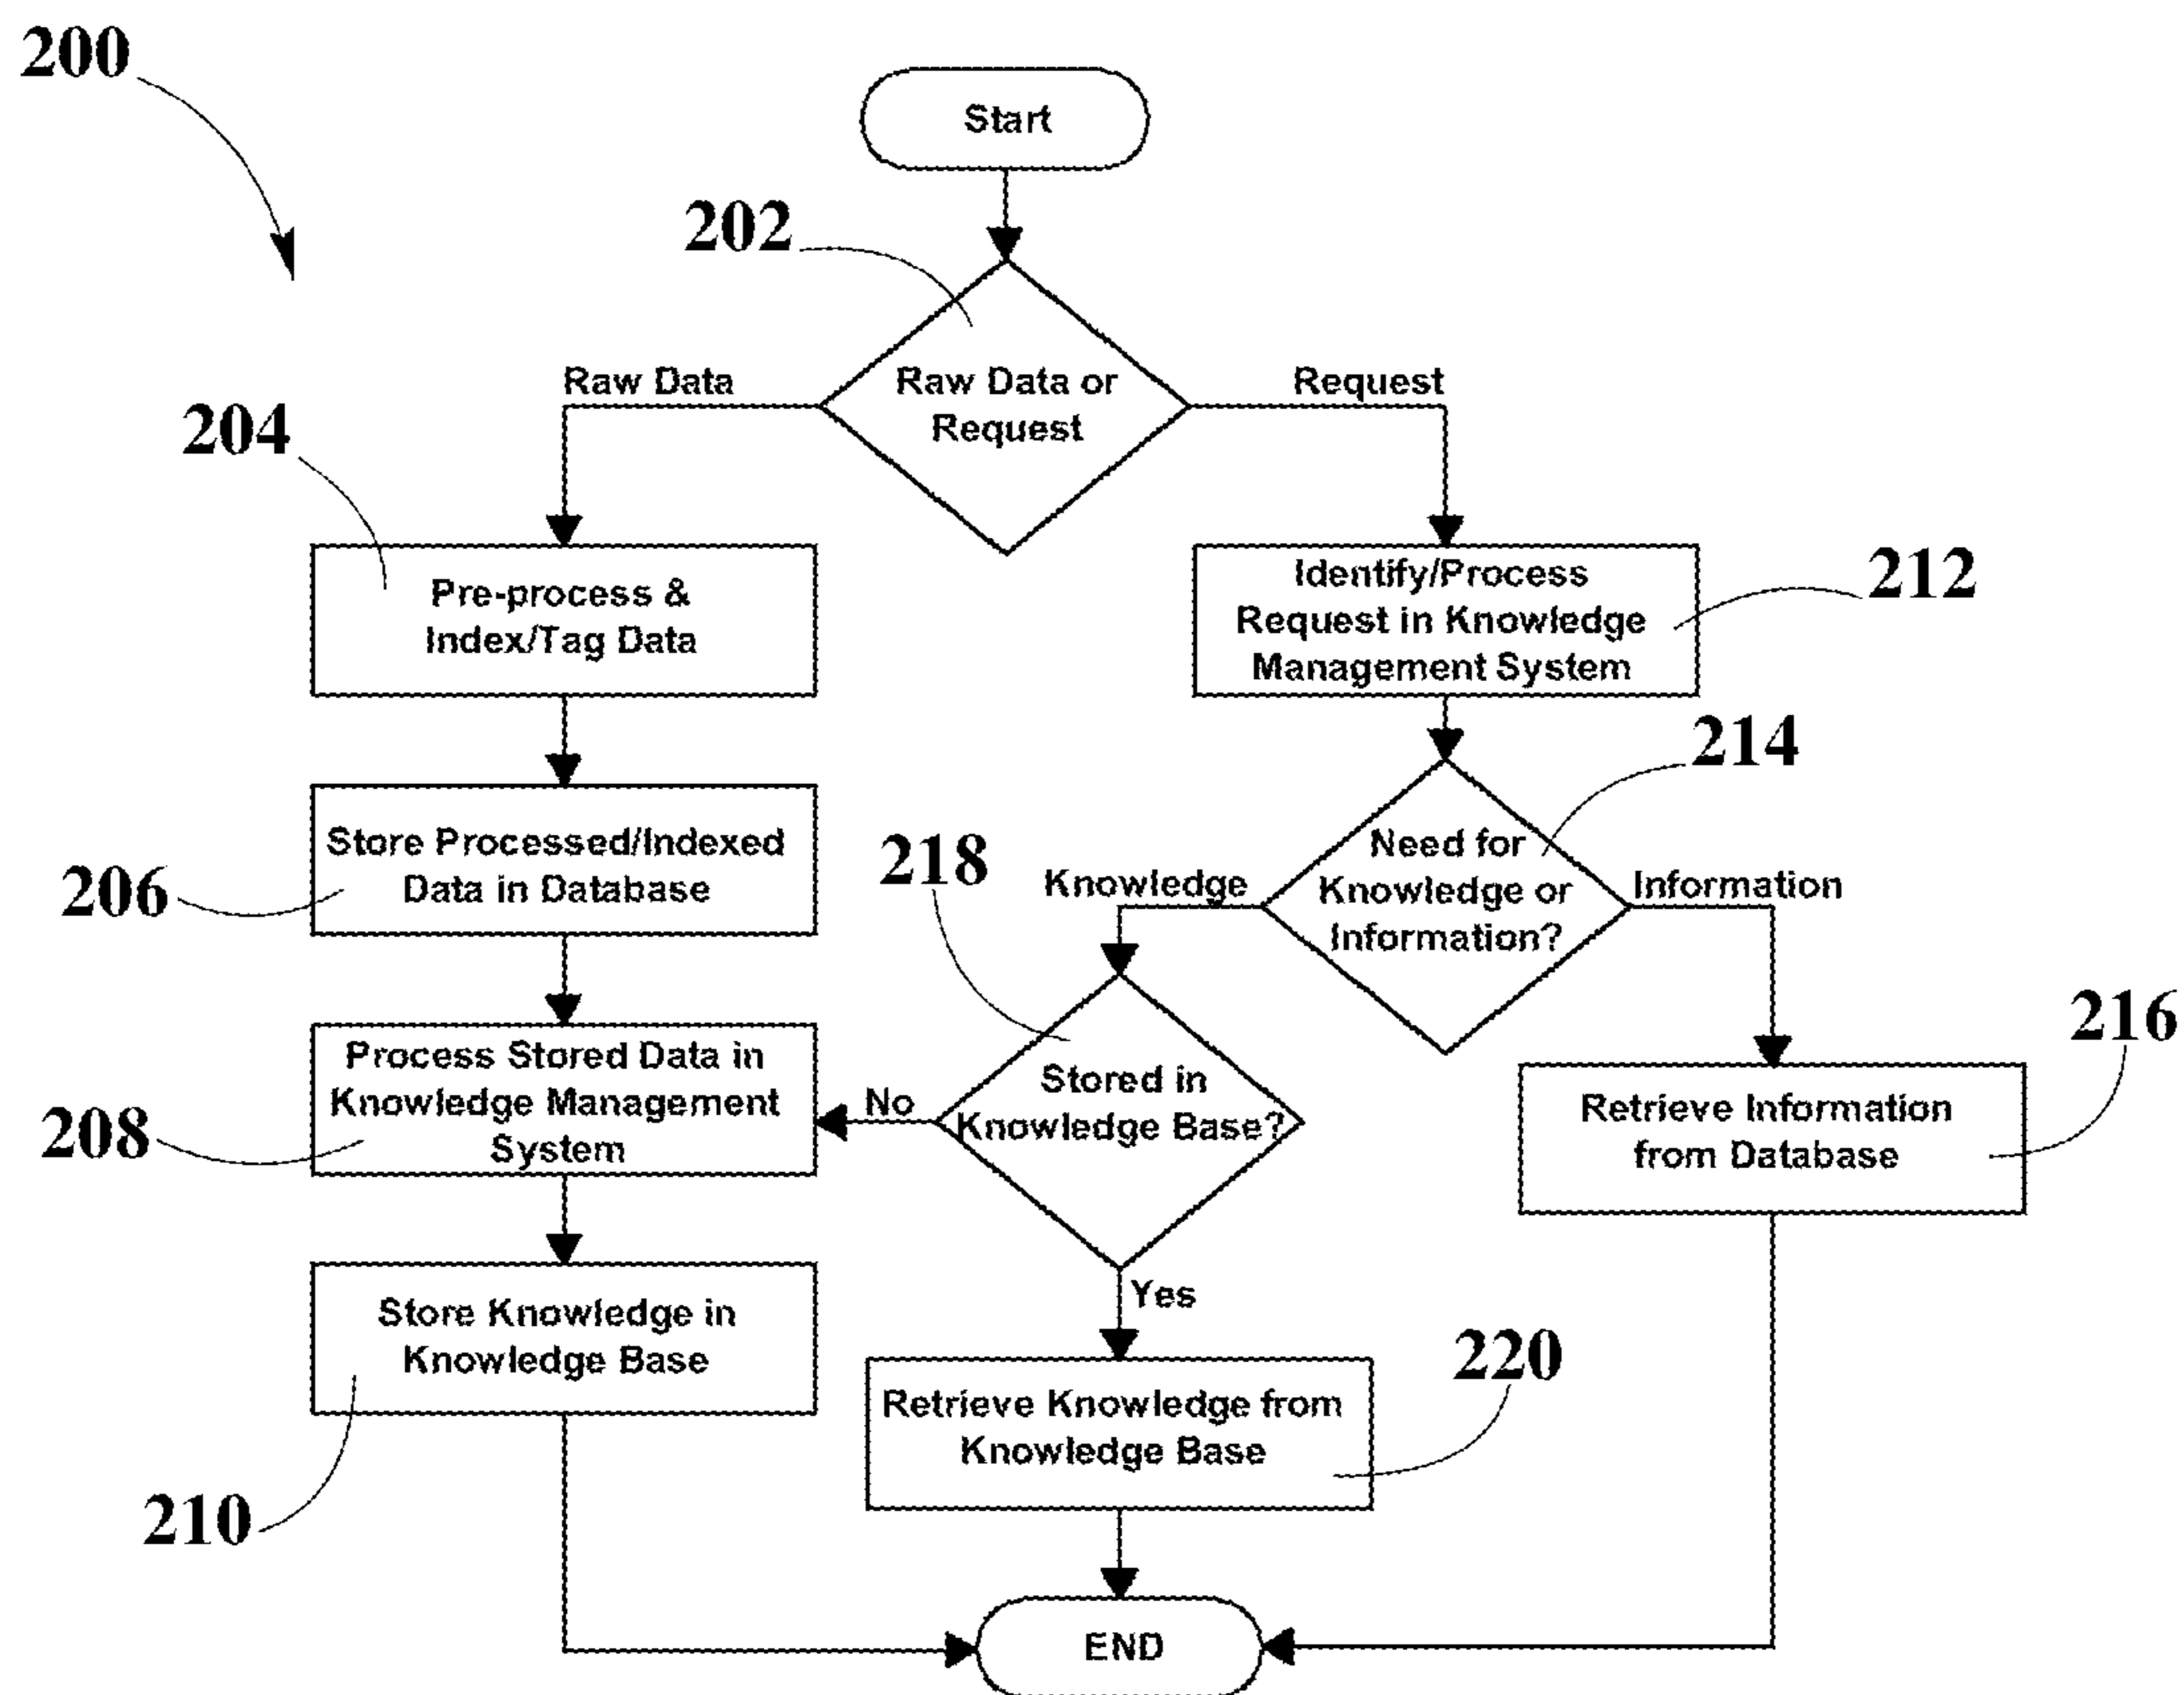 200
Start
202
Raw Data
Raw Data or
Request
Request
204
Pre-process &
Index/Tag Data
Identify/Process
Request in Knowledge
Management System
212
214
206
Store Processed/Indexed
Data in Database
218
Knowledge
Need for
Knowledge or
Information?
Information
216
208
Process Stored Data in
Knowledge Management
System
No
Stored in
Knowledge Base?
Retrieve Information
from Database
Yes
210
Store Knowledge in
Knowledge Base
220
Retrieve Knowledge from
Knowledge Base
END